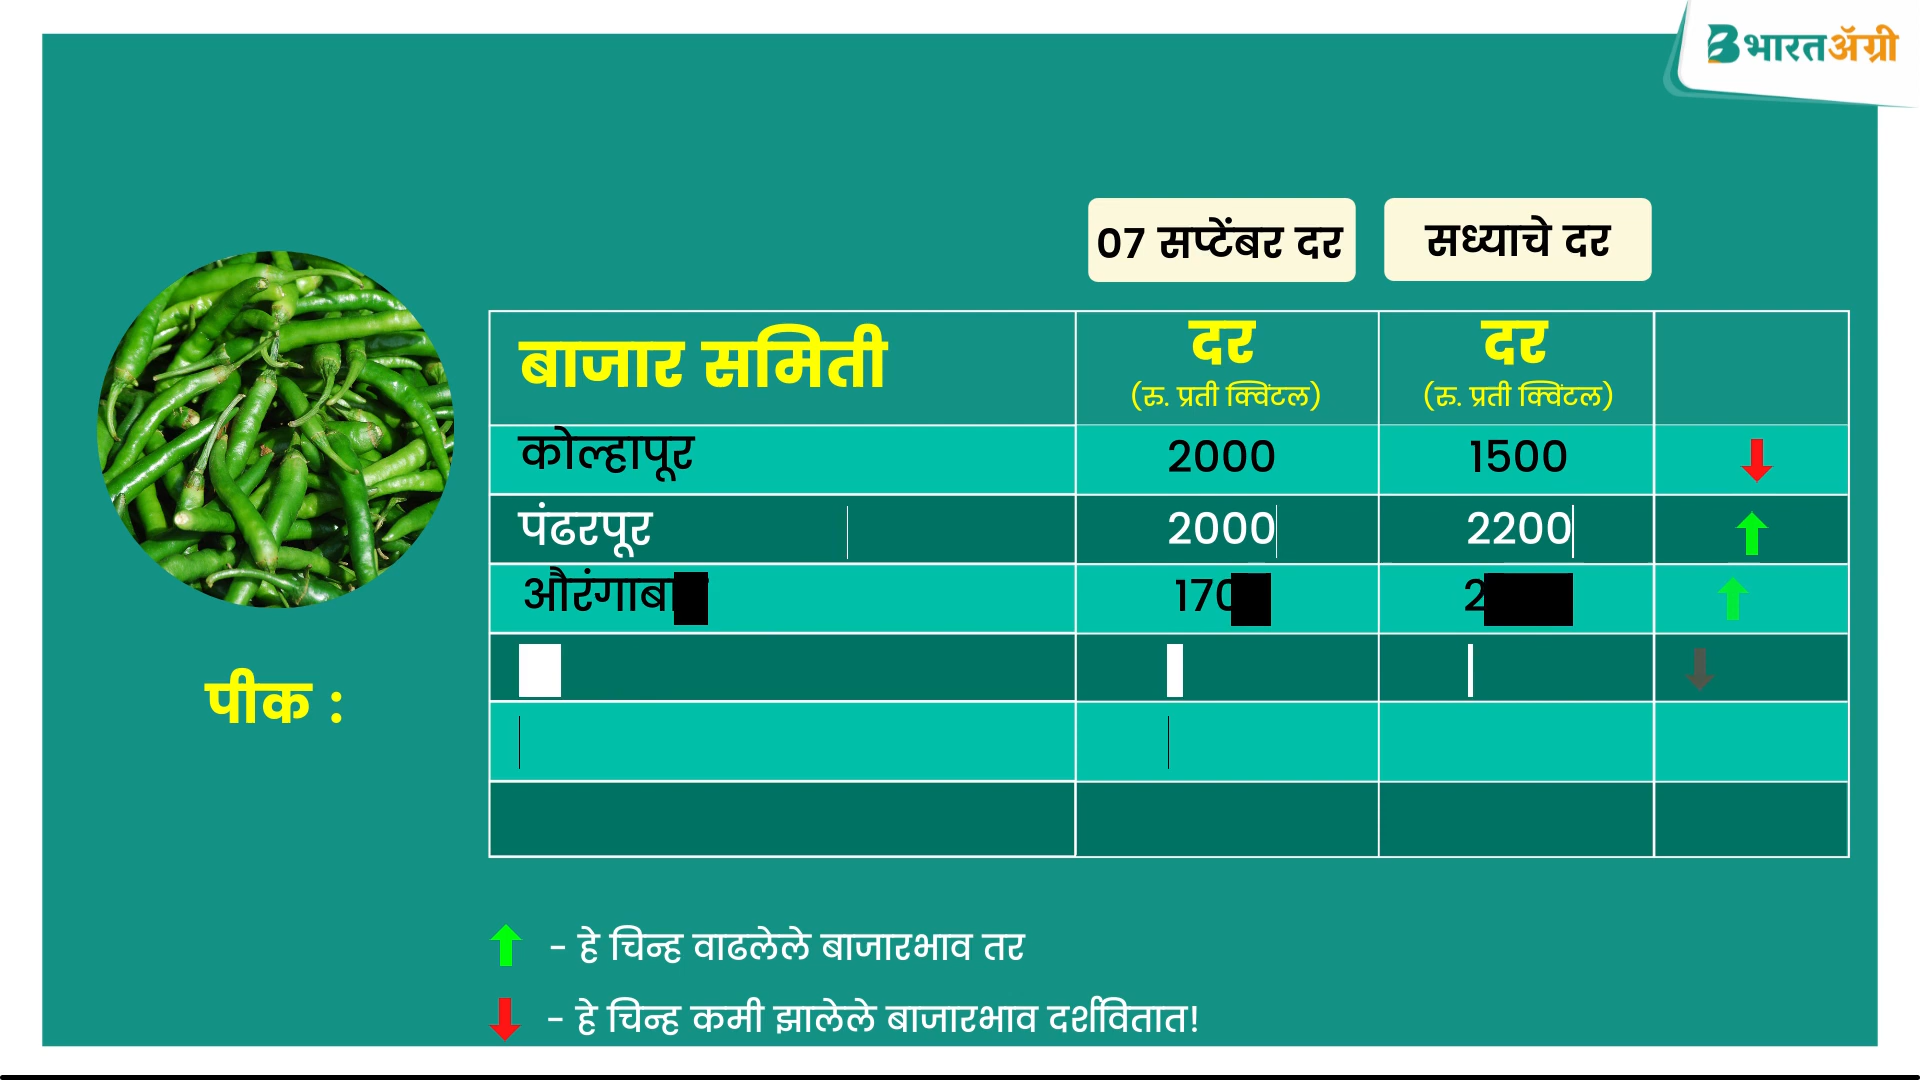 भारतॲग्री
07 सप्टेंबर दर
सध्याचे दर
बाजार समिती
दर
(रु. प्रती क्विंटल)
दर
(रु. प्रती क्विंटल)
कोल्हापूर 2000 1500
पंढरपूर 2000 2200
पीक :
- हे चिन्ह वाढलेले बाजारभाव तर
- हे चिन्ह कमी झालेले बाजारभाव दर्शवितात!